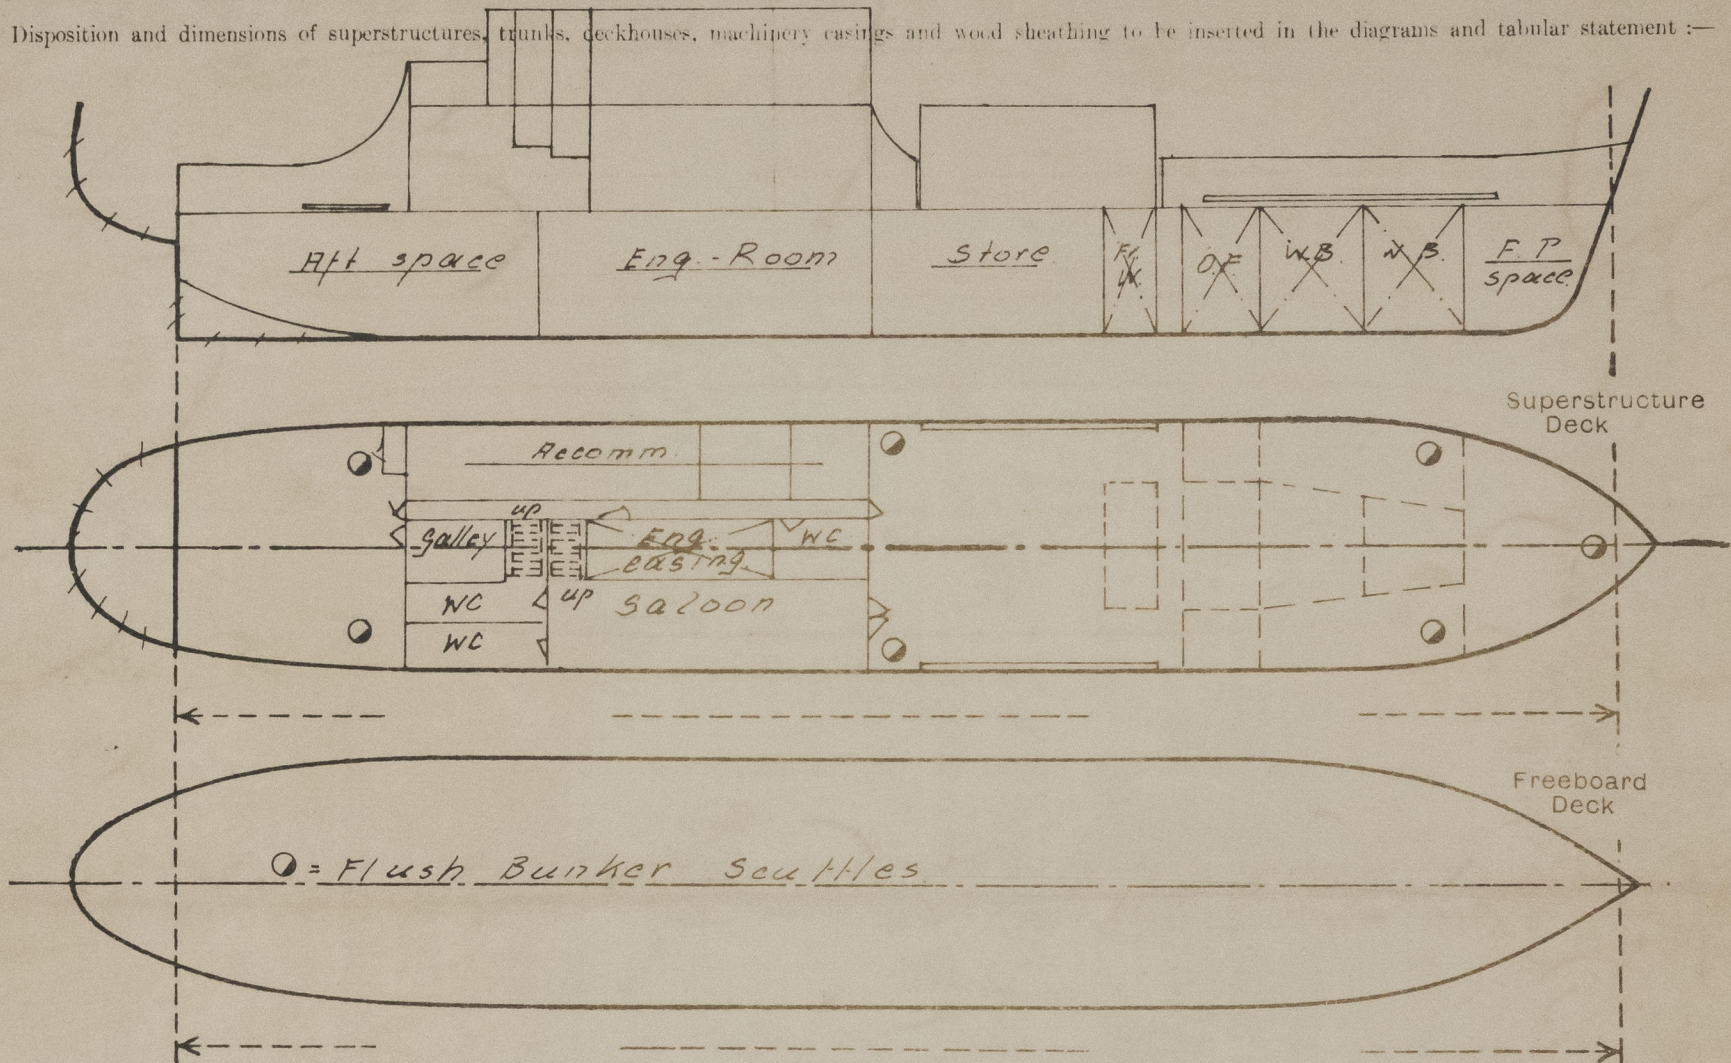 Disposition and dimensions of superstructures, trunks, deckhouses, machinery casings and wood sheathing to be inserted in the diagrams and tabular statement :—
Aft space
Eng.-Room
Store
Fr. W.
O.F
W.B.
W.B.
F.P
space
Superstructure
Deck
Accomm.
up
Galley
Eng.
casing
WC
WC
up
Saloon
WC
Freeboard
Deck
= Flush Bunker Scuttles